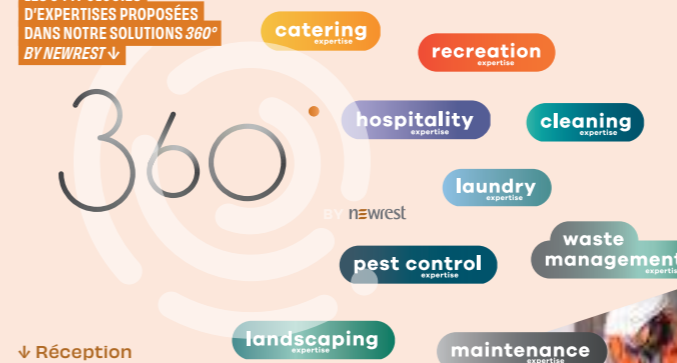 D'EXPERTISES PROPOSÉES
DANS NOTRE SOLUTIONS 360°
BY NEWREST ↓
catering
expertise
recreation
expertise
360°
hospitality
expertise
cleaning
expertise
laundry
expertise
BY newrest
waste
management
expertise
pest control
expertise
landscaping
expertise
maintenance
expertise
↓ Réception